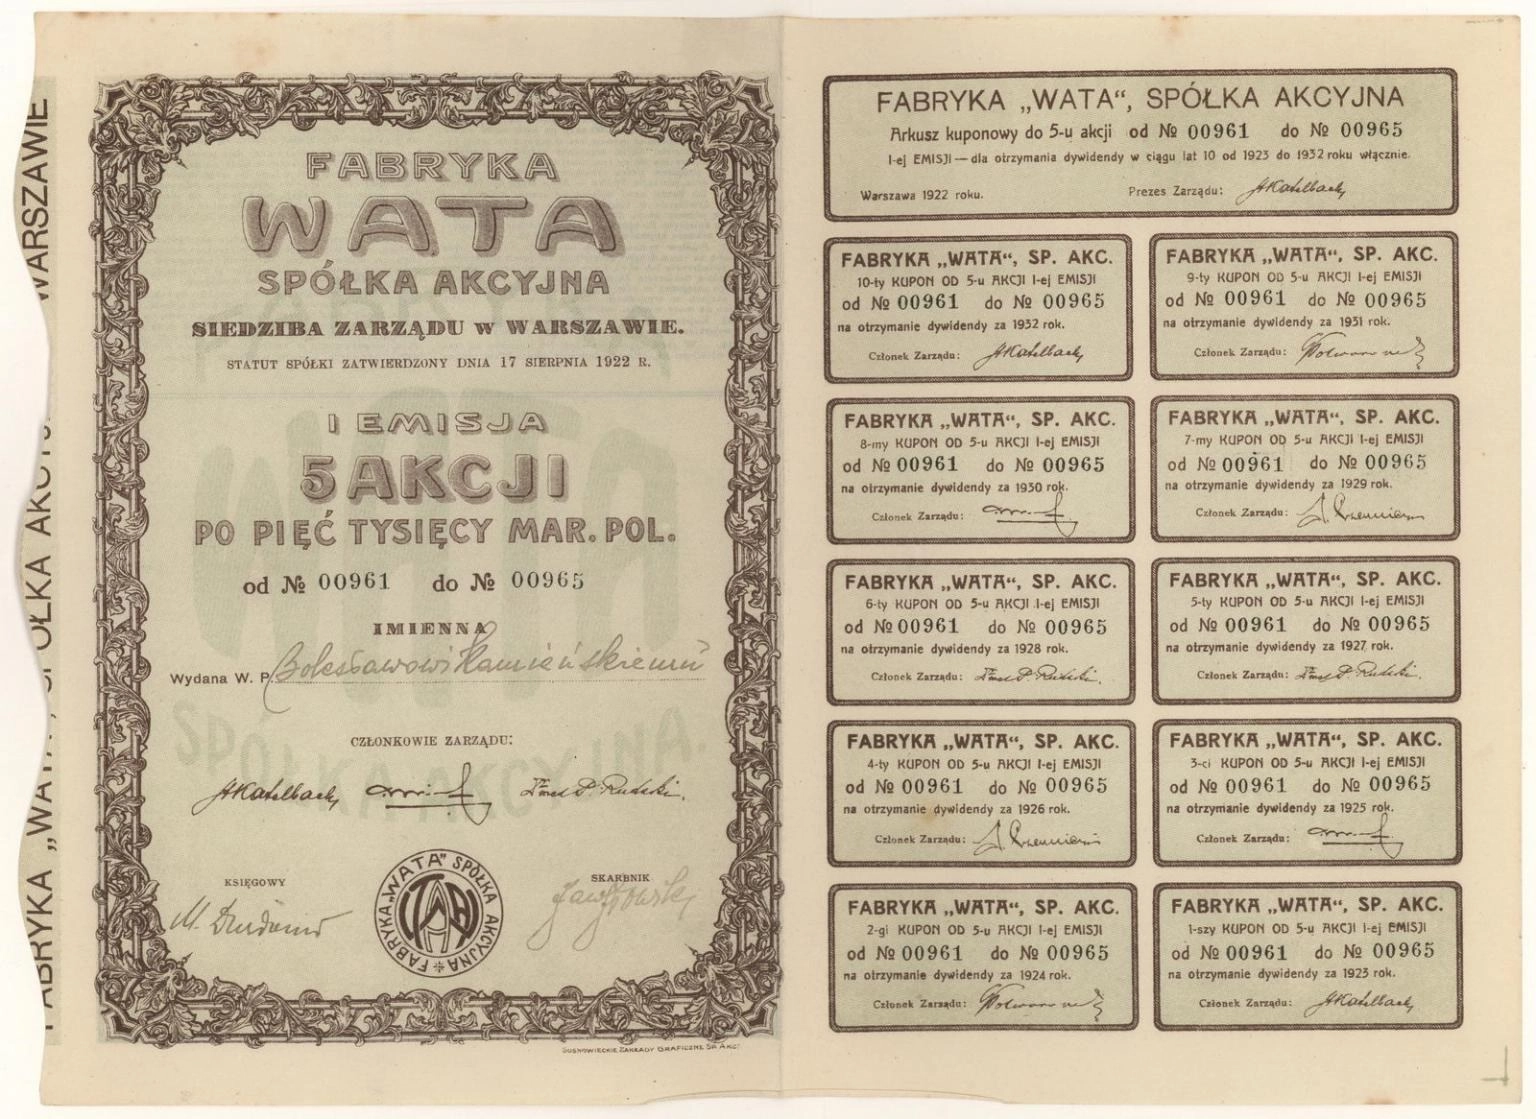 FABRYKA „WATA", SPÓŁKA AKCYJNA WARSZAWIE
FABRYKA
WATA
SPÓŁKA AKCYJNA
SIEDZIBA ZARZĄDU w WARSZAWIE.
STATUT SPÓŁKI ZATWIERDZONY DNIA 17 SIERPNIA 1922 R.
I EMISJA
5 AKCJI
PO PIĘĆ TYSIĘCY MAR. POL.
od № 00961 do № 00965
IMIENNA
Wydana W. P. Bolesławowi Kamieńskiemu
CZŁONKOWIE ZARZĄDU:
AKatelbach
KSIĘGOWY
SKARBNIK
FABRYKA „WATA" SPÓŁKA AKCYJNA
WATA
SPÓŁKA AKCYJNA.
SOSNOWIECKIE ZAKŁADY GRAFICZNE SP. AKC.
FABRYKA „WATA“, SPÓŁKA AKCYJNA
Arkusz kuponowy do 5-u akcji od № 00961 do № 00965
I-ej EMISJI — dla otrzymania dywidendy w ciągu lat 10 od 1923 do 1932 roku włącznie.
Warszawa 1922 roku. Prezes Zarządu: AKatelbach
FABRYKA „WATA“, SP. AKC.
10-ty KUPON OD 5-u AKCJI I-ej EMISJI
od № 00961 do № 00965
na otrzymanie dywidendy za 1932 rok.
Członek Zarządu: AKatelbach
FABRYKA „WATA“, SP. AKC.
9-ty KUPON OD 5-u AKCJI I-ej EMISJI
od № 00961 do № 00965
na otrzymanie dywidendy za 1931 rok.
Członek Zarządu:
FABRYKA „WATA“, SP. AKC.
8-my KUPON OD 5-u AKCJI I-ej EMISJI
od № 00961 do № 00965
na otrzymanie dywidendy za 1930 rok.
Członek Zarządu:
FABRYKA „WATA“, SP. AKC.
7-my KUPON OD 5-u AKCJI I-ej EMISJI
od № 00961 do № 00965
na otrzymanie dywidendy za 1929 rok.
Członek Zarządu:
FABRYKA „WATA“, SP. AKC.
6-ty KUPON OD 5-u AKCJI I-ej EMISJI
od № 00961 do № 00965
na otrzymanie dywidendy za 1928 rok.
Członek Zarządu:
FABRYKA „WATA“, SP. AKC.
5-ty KUPON OD 5-u AKCJI I-ej EMISJI
od № 00961 do № 00965
na otrzymanie dywidendy za 1927 rok.
Członek Zarządu:
FABRYKA „WATA“, SP. AKC.
4-ty KUPON OD 5-u AKCJI I-ej EMISJI
od № 00961 do № 00965
na otrzymanie dywidendy za 1926 rok.
Członek Zarządu:
FABRYKA „WATA“, SP. AKC.
3-ci KUPON OD 5-u AKCJI I-ej EMISJI
od № 00961 do № 00965
na otrzymanie dywidendy za 1925 rok.
Członek Zarządu:
FABRYKA „WATA“, SP. AKC.
2-gi KUPON OD 5-u AKCJI I-ej EMISJI
od № 00961 do № 00965
na otrzymanie dywidendy za 1924 rok.
Członek Zarządu:
FABRYKA „WATA“, SP. AKC.
1-szy KUPON OD 5-u AKCJI I-ej EMISJI
od № 00961 do № 00965
na otrzymanie dywidendy za 1923 rok.
Członek Zarządu: AKatelbach